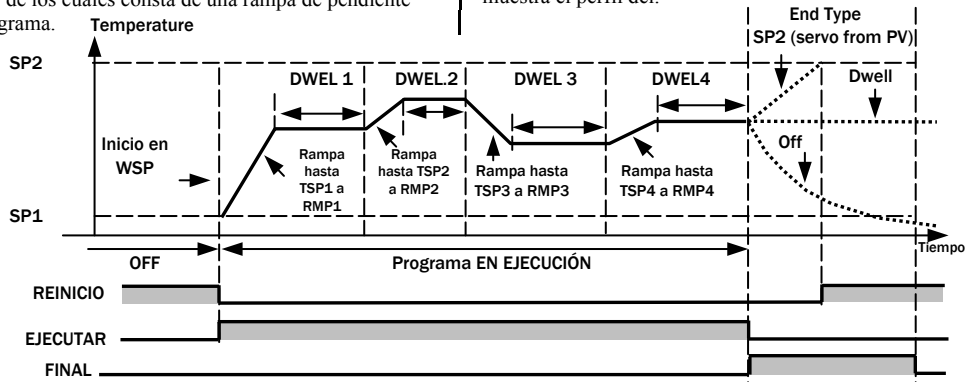 de los cuales consta de una rampa de pendiente
grama.
muestra el perfil del.
Temperature
End Type
SP2 (servo from PV)
SP2
DWEL 1
DWEL.2
DWEL 3
DWEL4
Dwell
Inicio en
WSP
Rampa
hasta
TSP1 a
RMP1
Rampa
hasta TSP2
a RMP2
Rampa hasta
TSP3 a RMP3
Rampa hasta
TSP4 a RMP4
Off
SP1
Tiempo
OFF
Programa EN EJECUCIÓN
REINICIO
EJECUTAR
FINAL